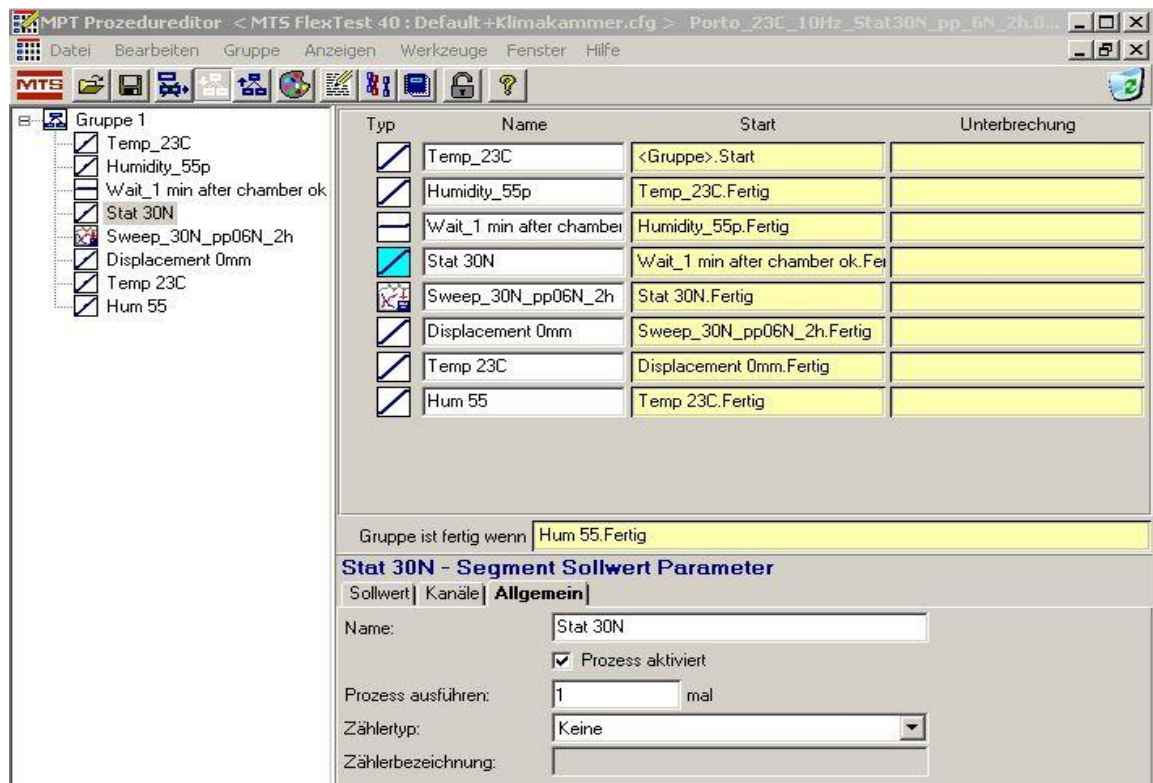 MPT Prozedureditor < MTS FlexTest 40 : Default+Klimakammer.cfg > Porto_23C_10Hz_Stat30N_pp_6N_2h.0...
Datei Bearbeiten Gruppe Anzeigen Werkzeuge Fenster Hilfe
MTS
Gruppe 1
Temp_23C
Humidity_55p
Wait_1 min after chamber ok
Stat 30N
Sweep_30N_pp06N_2h
Displacement 0mm
Temp 23C
Hum 55
Typ Name Start Unterbrechung
Temp_23C <Gruppe>.Start
Humidity_55p Temp_23C.Fertig
Wait_1 min after chamber Humidity_55p.Fertig
Stat 30N Wait_1 min after chamber ok.Fer
Sweep_30N_pp06N_2h Stat 30N.Fertig
Displacement 0mm Sweep_30N_pp06N_2h.Fertig
Temp 23C Displacement 0mm.Fertig
Hum 55 Temp 23C.Fertig
Gruppe ist fertig wenn Hum 55.Fertig
Stat 30N - Segment Sollwert Parameter
Sollwert Kanäle Allgemein
Name: Stat 30N
Prozess aktiviert
Prozess ausführen: 1 mal
Zählertyp: Keine
Zählerbezeichnung: